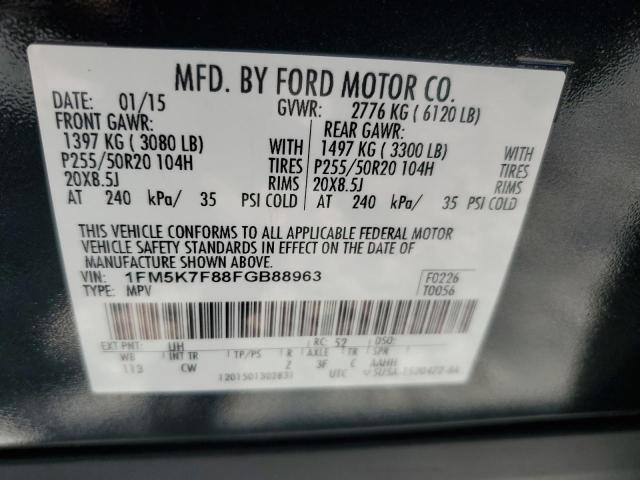 MFD. BY FORD MOTOR CO.
DATE: 01/15 GVWR: 2776 KG ( 6120 LB)
FRONT GAWR: REAR GAWR:
1397 KG ( 3080 LB) WITH 1497 KG ( 3300 LB) WITH
P255/50R20 104H TIRES P255/50R20 104H TIRES
20X8.5J RIMS 20X8.5J RIMS
AT 240 kPa/ 35 PSI COLD AT 240 kPa/ 35 PSI COLD
THIS VEHICLE CONFORMS TO ALL APPLICABLE FEDERAL MOTOR
VEHICLE SAFETY STANDARDS IN EFFECT ON THE DATE OF
MANUFACTURE SHOWN ABOVE.
VIN: 1FM5K7F88FGB88963 F0226
TYPE: MPV T0056
EXT PNT: UH RC: 52 DSO:
WB INT TR TP/PS R AXLE TR SPR
113 CW Z 3F C AAHH
UTC